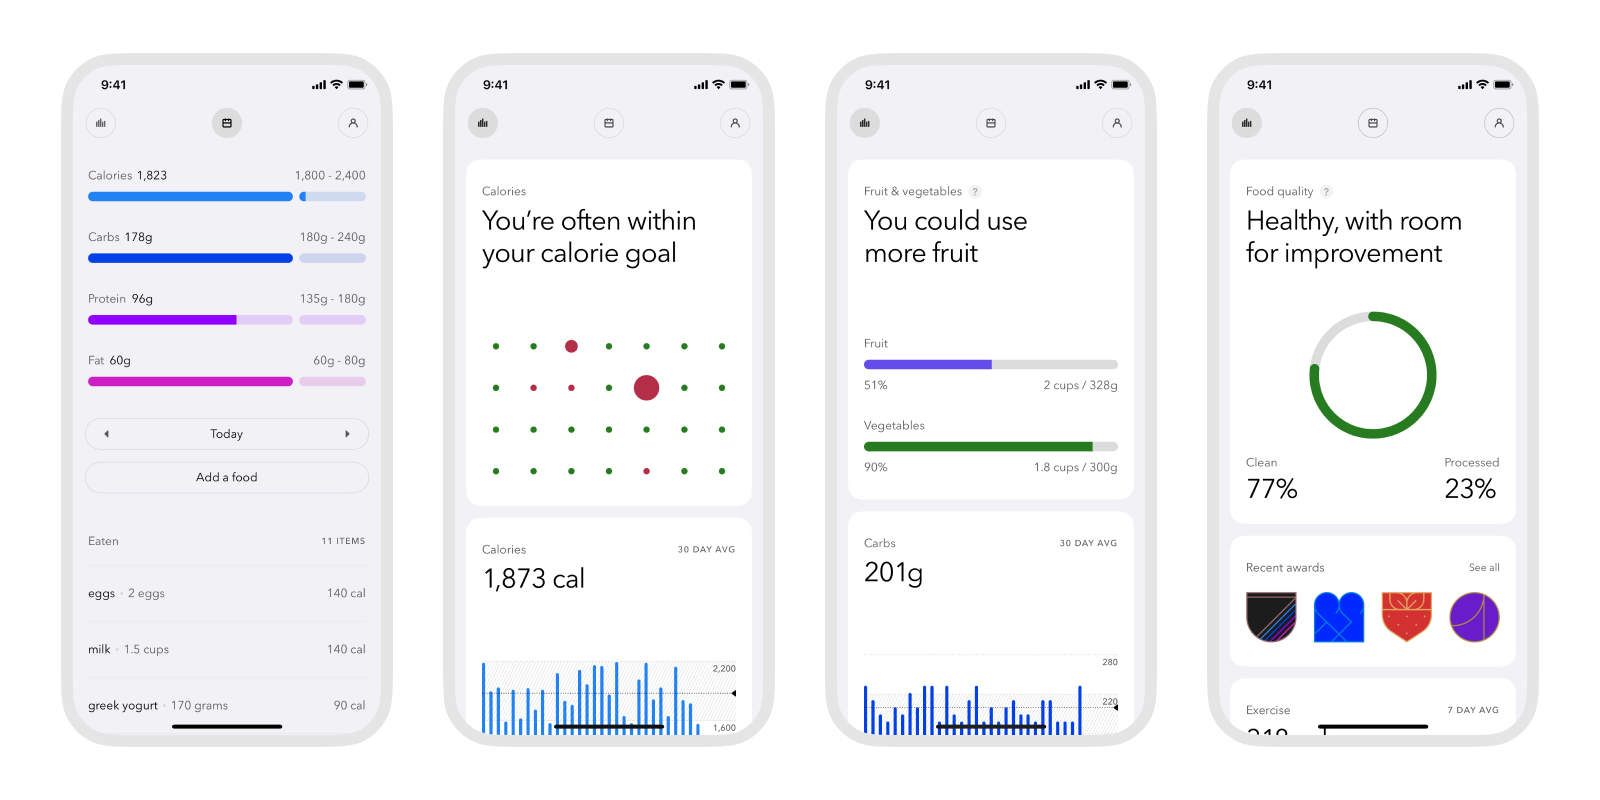 9:41
Calories 1,823 1,800 - 2,400
Carbs 178g 180g - 240g
Protein 96g 135g - 180g
Fat 60g 60g - 80g
Today
Add a food
Eaten 11 ITEMS
eggs • 2 eggs 140 cal
milk • 1.5 cups 140 cal
greek yogurt • 170 grams 90 cal
9:41
Calories
You’re often within
your calorie goal
Calories 30 DAY AVG
1,873 cal
2,200
1,600
9:41
Fruit & vegetables ?
You could use
more fruit
Fruit
51% 2 cups / 328g
Vegetables
90% 1.8 cups / 300g
Carbs 30 DAY AVG
201g
280
220
9:41
Food quality ?
Healthy, with room
for improvement
Clean Processed
77% 23%
Recent awards See all
Exercise 7 DAY AVG